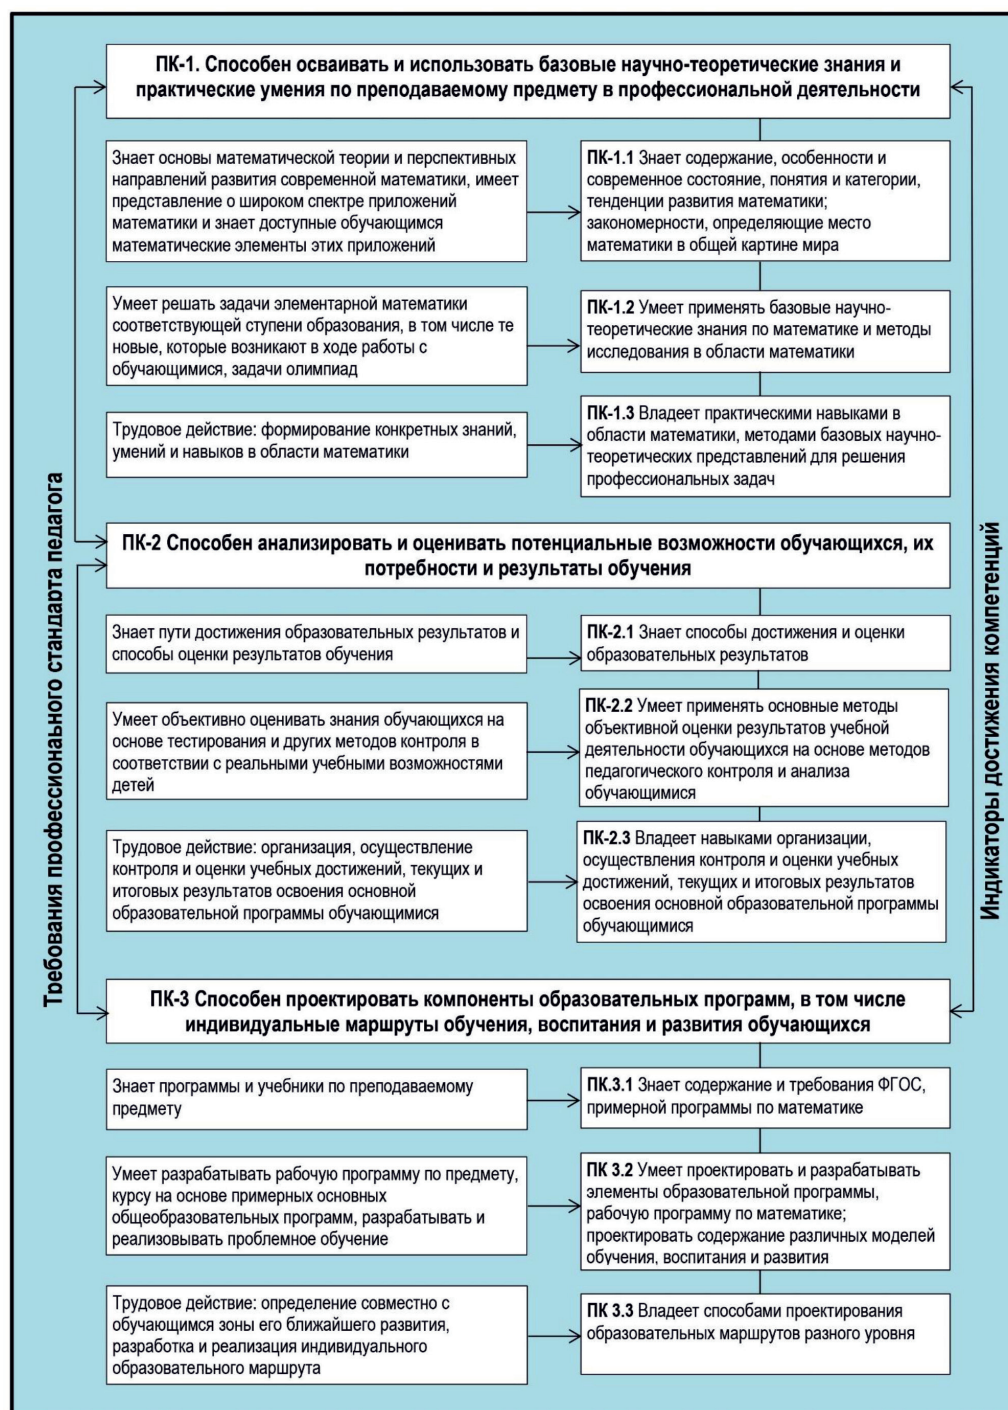 ПК-1. Способен осваивать и использовать базовые научно-теоретические знания и
практические умения по преподаваемому предмету в профессиональной деятельности
Знает основы математической теории и перспективных
направлений развития современной математики, имеет
представление о широком спектре приложений
математики и знает доступные обучающимся
математические элементы этих приложений
ПК-1.1 Знает содержание, особенности и
современное состояние, понятия и категории,
тенденции развития математики;
закономерности, определяющие место
математики в общей картине мира
Умеет решать задачи элементарной математики
соответствующей ступени образования, в том числе те
новые, которые возникают в ходе работы с
обучающимися, задачи олимпиад
ПК-1.2 Умеет применять базовые научно-
теоретические знания по математике и методы
исследования в области математики
Трудовое действие: формирование конкретных знаний,
умений и навыков в области математики
ПК-1.3 Владеет практическими навыками в
области математики, методами базовых научно-
теоретических представлений для решения
профессиональных задач
Требования профессионального стандарта педагога
Индикаторы достижения компетенций
ПК-2 Способен анализировать и оценивать потенциальные возможности обучающихся, их
потребности и результаты обучения
Знает пути достижения образовательных результатов и
способы оценки результатов обучения
ПК-2.1 Знает способы достижения и оценки
образовательных результатов
Умеет объективно оценивать знания обучающихся на
основе тестирования и других методов контроля в
соответствии с реальными учебными возможностями
детей
ПК-2.2 Умеет применять основные методы
объективной оценки результатов учебной
деятельности обучающихся на основе методов
педагогического контроля и анализа
обучающимися
Трудовое действие: организация, осуществление
контроля и оценки учебных достижений, текущих и
итоговых результатов освоения основной
образовательной программы обучающимися
ПК-2.3 Владеет навыками организации,
осуществления контроля и оценки учебных
достижений, текущих и итоговых результатов
освоения основной образовательной программы
обучающимися
ПК-3 Способен проектировать компоненты образовательных программ, в том числе
индивидуальные маршруты обучения, воспитания и развития обучающихся
Знает программы и учебники по преподаваемому
предмету
ПК.3.1 Знает содержание и требования ФГОС,
примерной программы по математике
Умеет разрабатывать рабочую программу по предмету,
курсу на основе примерных основных
общеобразовательных программ, разрабатывать и
реализовывать проблемное обучение
ПК 3.2 Умеет проектировать и разрабатывать
элементы образовательной программы,
рабочую программу по математике;
проектировать содержание различных моделей
обучения, воспитания и развития
Трудовое действие: определение совместно с
обучающимся зоны его ближайшего развития,
разработка и реализация индивидуального
образовательного маршрута
ПК 3.3 Владеет способами проектирования
образовательных маршрутов разного уровня